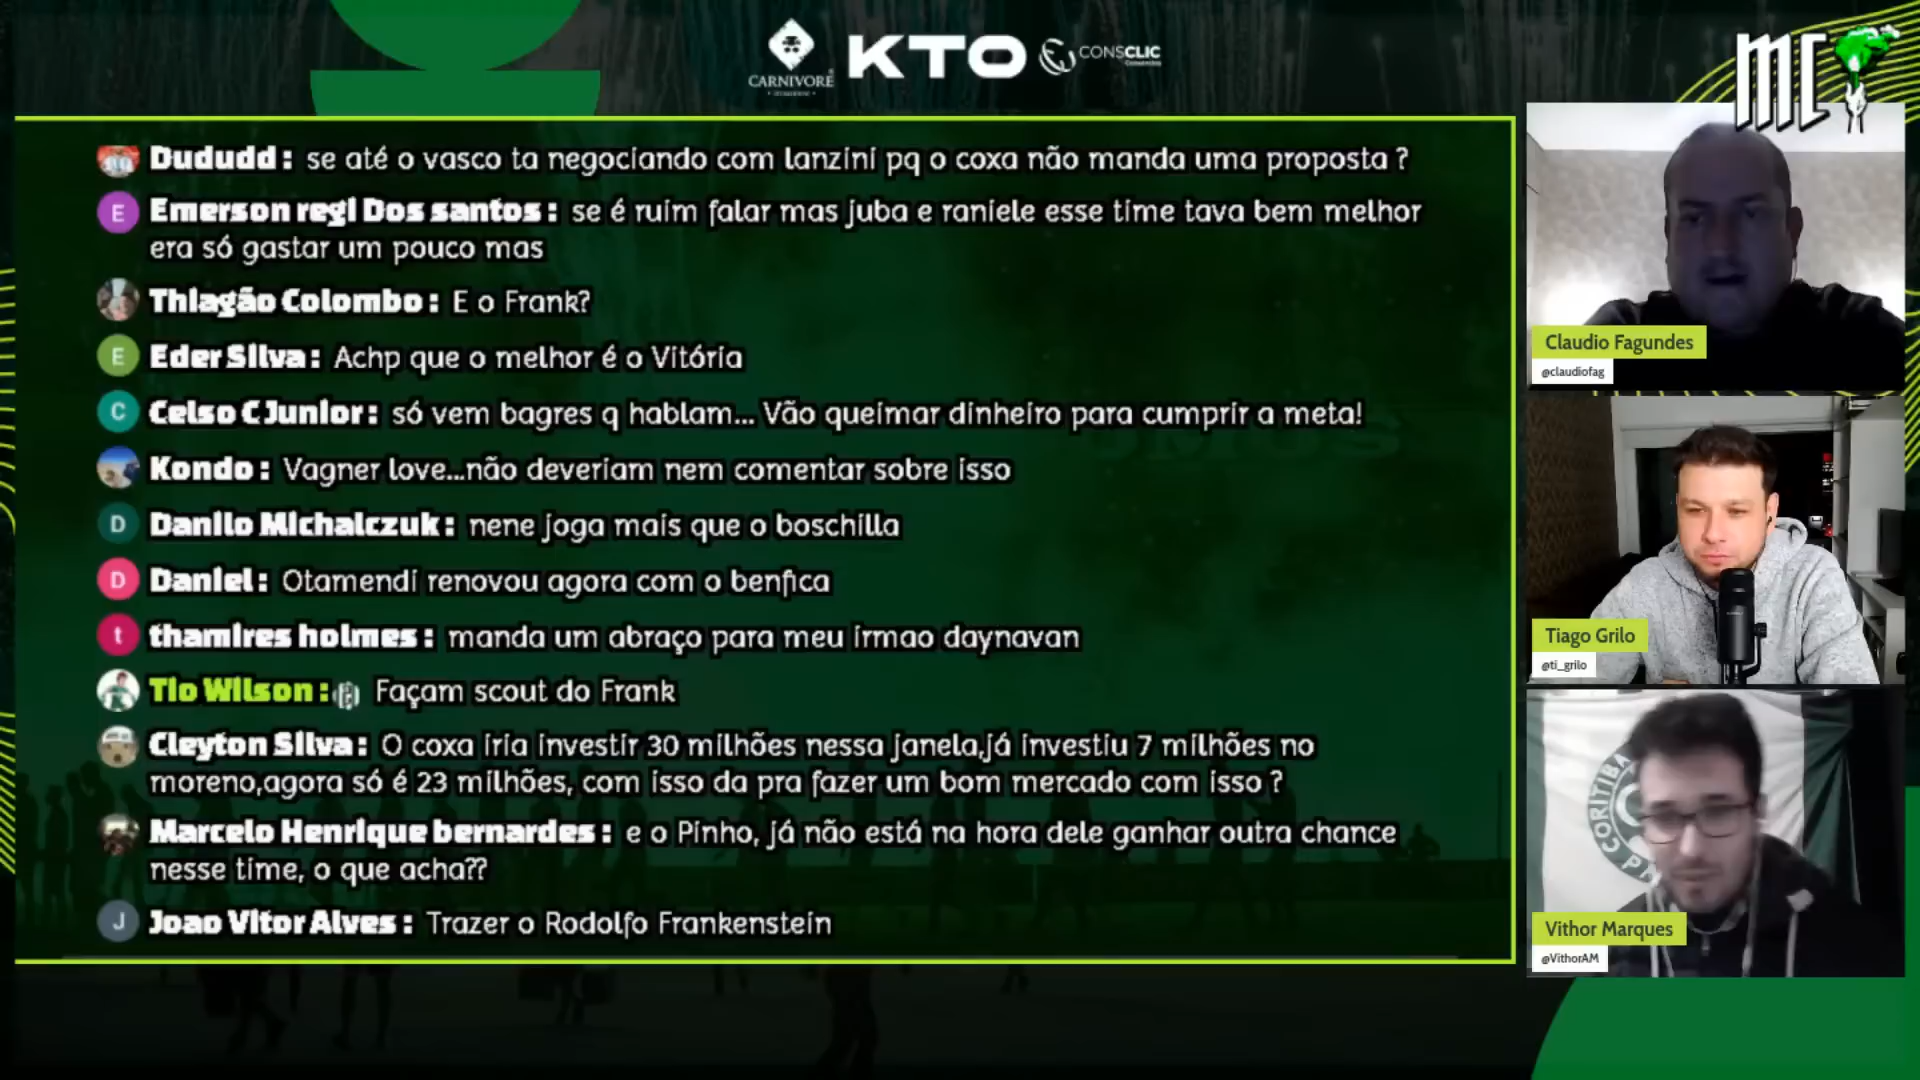 CARNIVORE
KTO
CONSCLIC
MC
Dududd : se até o vasco ta negociando com lanzini pq o coxa não manda uma proposta ?
E
Emerson regi Dos santos : se é ruim falar mas juba e raniele esse time tava bem melhor
era só gastar um pouco mas
Thiagão Colombo : E o Frank?
E
Eder Silva : Achp que o melhor é o Vitória
C
Celso C Junior : só vem bagres q hablam... Vão queimar dinheiro para cumprir a meta!
Kondo : Vagner love...não deveriam nem comentar sobre isso
D
Danilo Michalczuk : nene joga mais que o boschilla
D
Daniel : Otamendi renovou agora com o benfica
t
thamires holmes : manda um abraço para meu irmao daynavan
Tio Wilson : Façam scout do Frank
Cleyton Silva : O coxa iria investir 30 milhões nessa janela,já investiu 7 milhões no
moreno,agora só é 23 milhões, com isso da pra fazer um bom mercado com isso ?
Marcelo Henrique bernardes : e o Pinho, já não está na hora dele ganhar outra chance
nesse time, o que acha??
J
Joao Vitor Alves : Trazer o Rodolfo Frankenstein
Claudio Fagundes
@claudiofag
Tiago Grilo
@ti_grilo
CORITIBA
Vithor Marques
@VithorAM